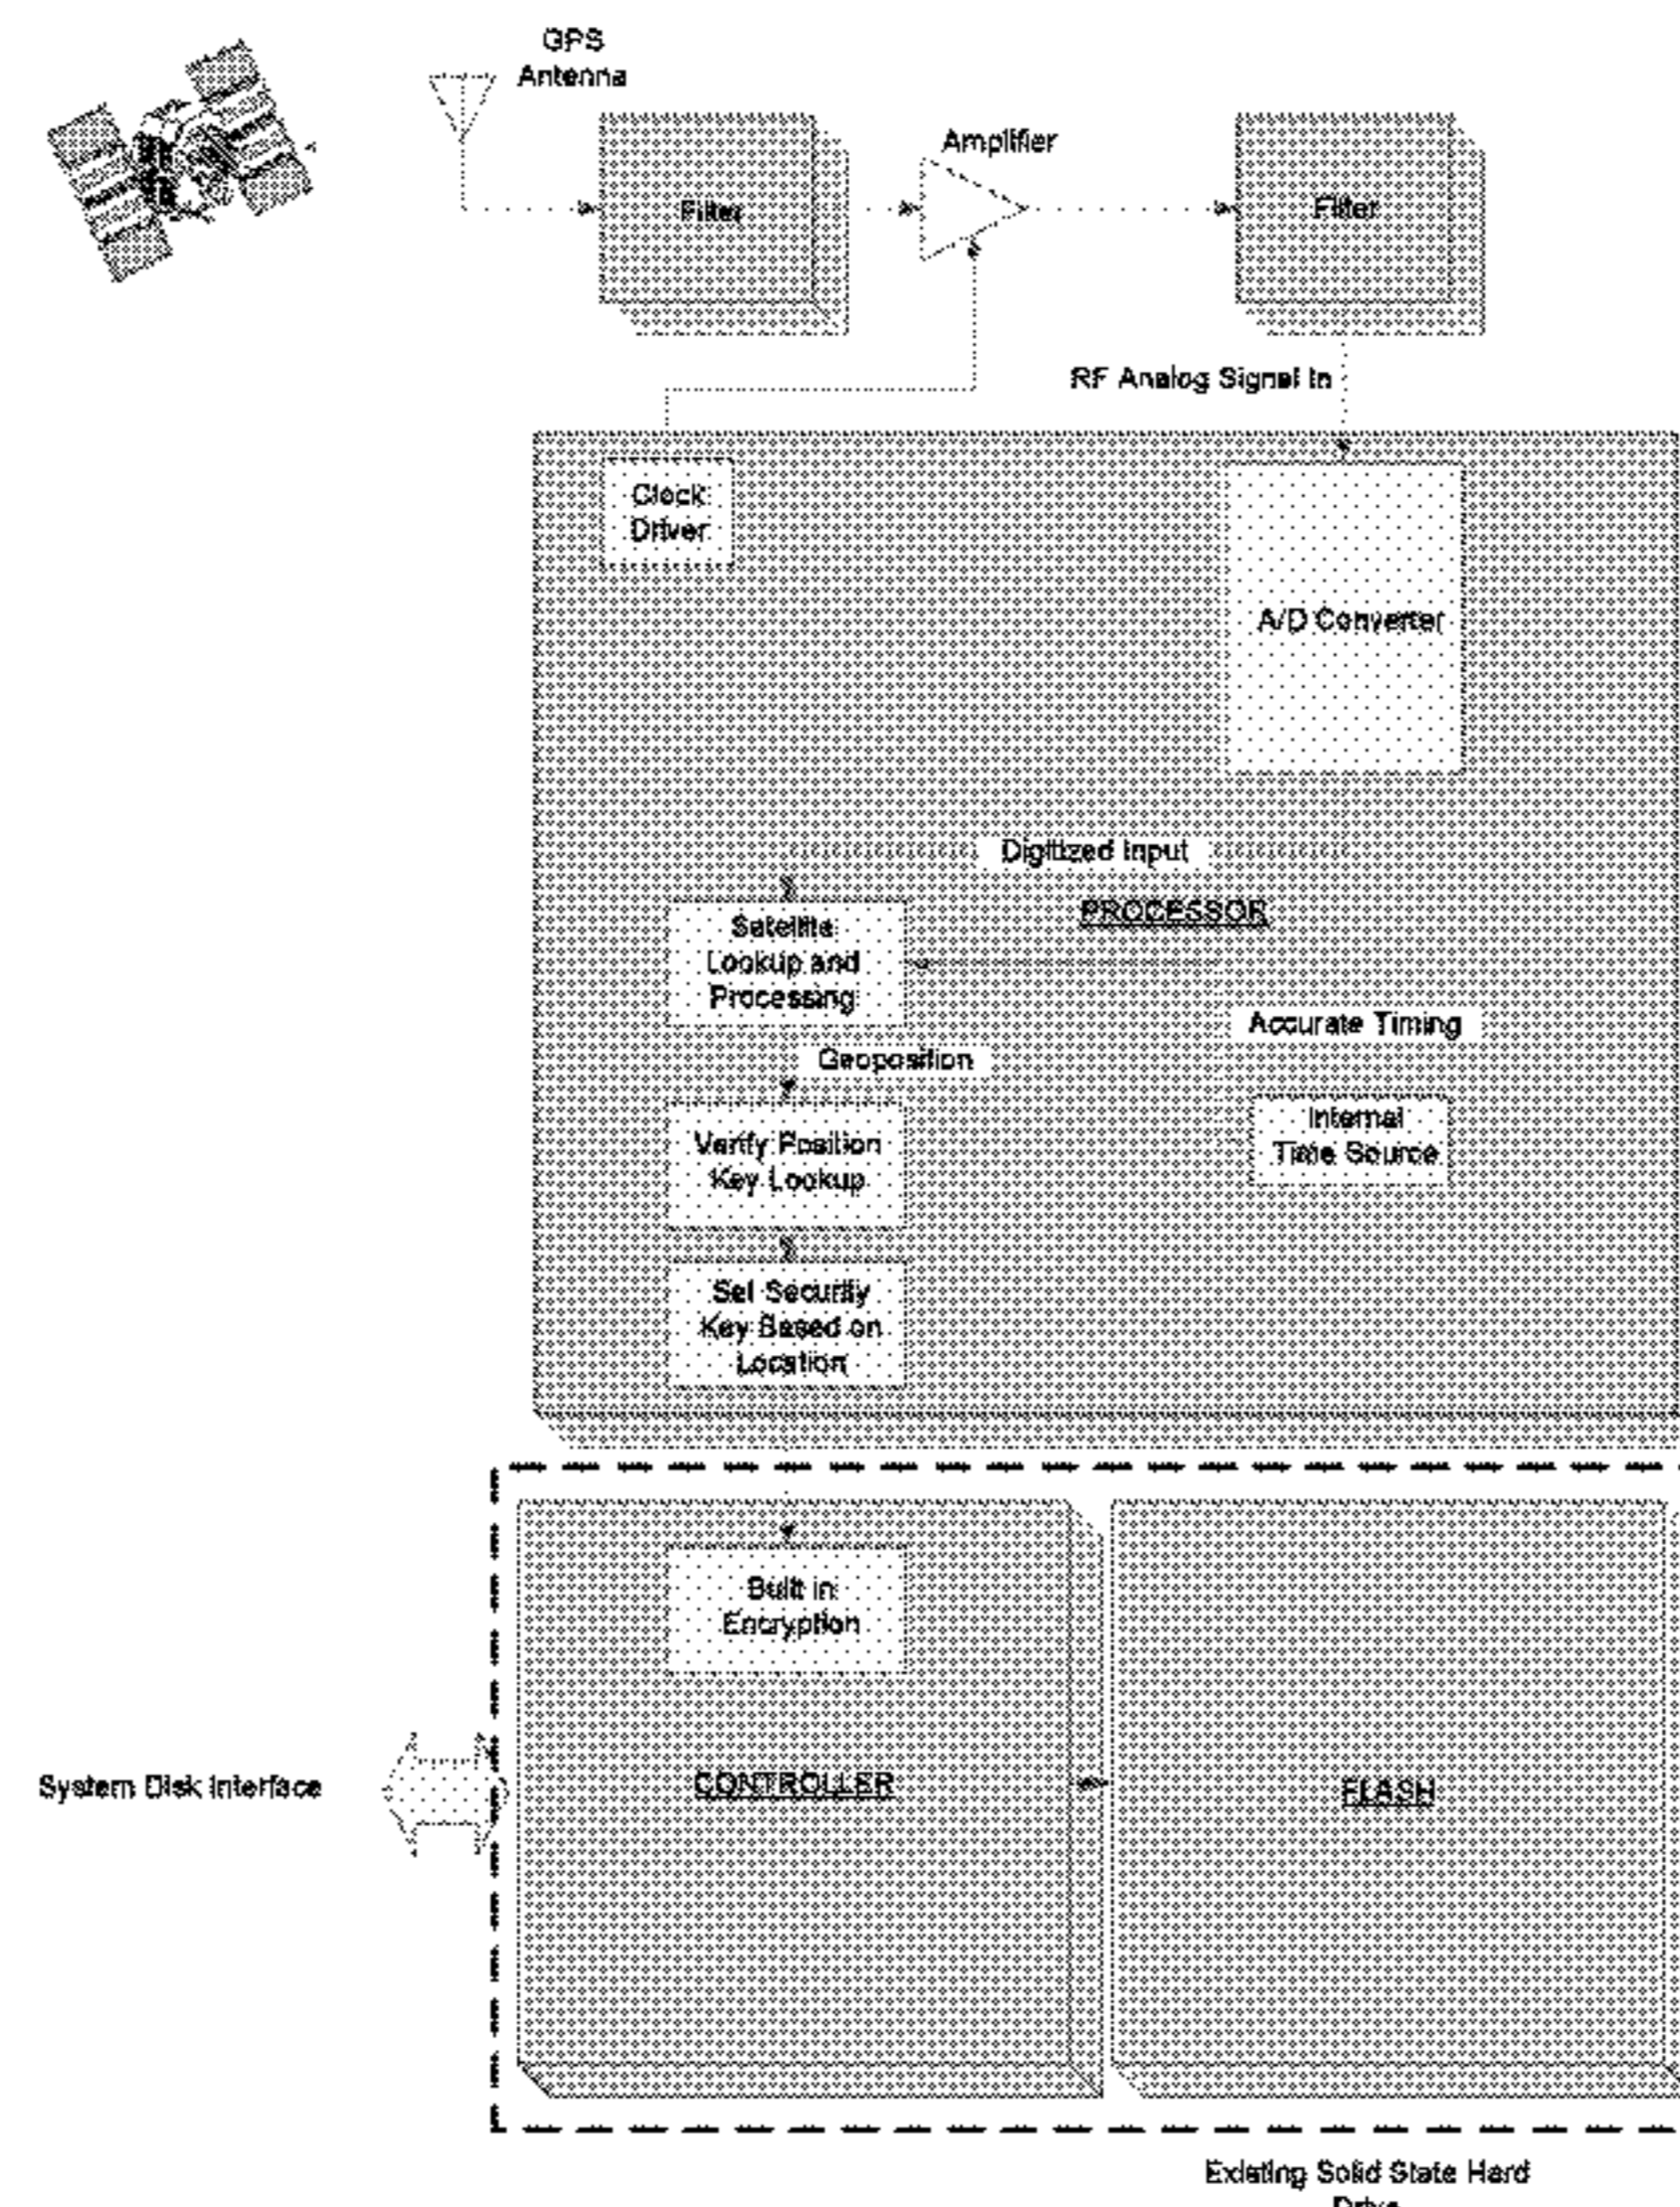 GPS
Antenna
Amplifier
Filter
Filter
RF Analog Signal In
Clock
Driver
A/D Converter
Digitized Input
PROCESSOR
Satellite
Lookup and
Processing
Accurate Timing
Geoposition
Internal
Time Source
Verify Position
Key Lookup
Set Security
Key Based on
Location
Built in
Encryption
System Disk Interface
CONTROLLER
FLASH
Existing Solid State Hard
Drive